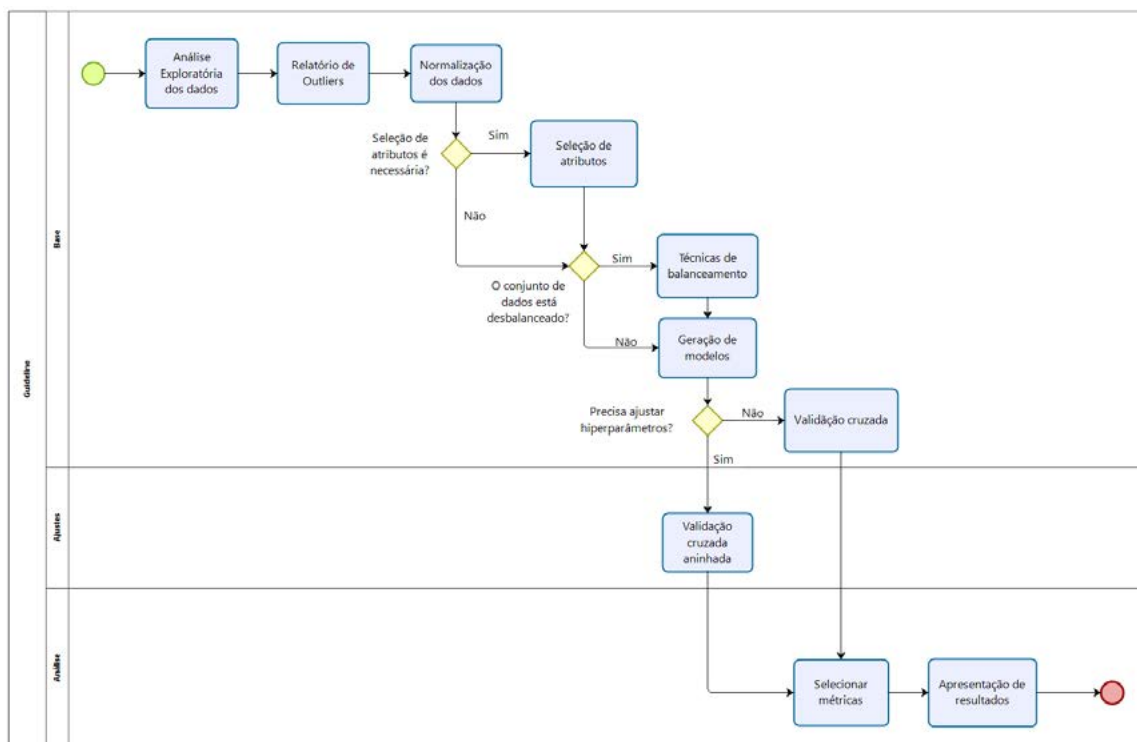 Análise
Exploratória
dos dados
Relatório de
Outliers
Normalização
dos dados
Seleção de
atributos é
necessária?
Sim
Seleção de
atributos
Não
Base
O conjunto de
dados está
desbalanceado?
Sim
Técnicas de
balanceamento
Não
Geração de
modelos
Guideline
Precisa ajustar
hiperparâmetros?
Não
Validãção cruzada
Sim
Ajustes
Validação
cruzada
aninhada
Análise
Selecionar
métricas
Apresentação de
resultados